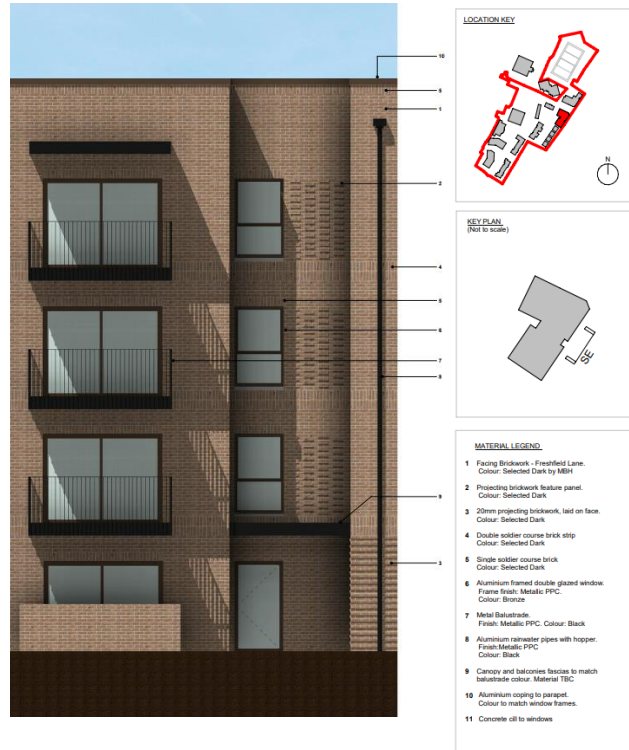 10
5
1
2
4
5
6
7
8
9
3
LOCATION KEY
N
KEY PLAN
(Not to scale)
SE
MATERIAL LEGEND
1 Facing Brickwork - Freshfield Lane.
Colour: Selected Dark by MBH
2 Projecting brickwork feature panel.
Colour: Selected Dark
3 20mm projecting brickwork, laid on face.
Colour: Selected Dark
4 Double soldier course brick strip
Colour: Selected Dark
5 Single soldier course brick
Colour: Selected Dark
6 Aluminium framed double glazed window.
Frame finish: Metallic PPC.
Colour: Bronze
7 Metal Balustrade.
Finish: Metallic PPC. Colour: Black
8 Aluminium rainwater pipes with hopper.
Finish:Metallic PPC
Colour: Black
9 Canopy and balconies fascias to match
balustrade colour. Material TBC
10 Aluminium coping to parapet.
Colour to match window frames.
11 Concrete cill to windows